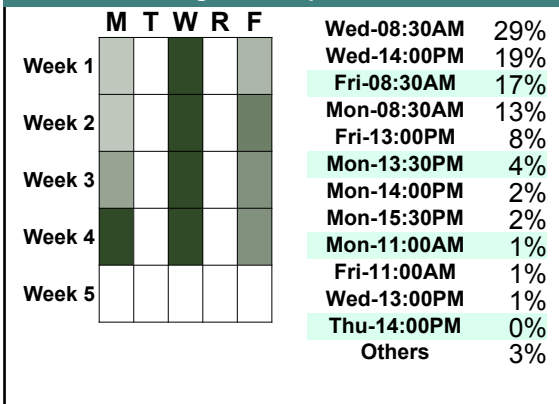 M T W R F
Week 1
Week 2
Week 3
Week 4
Week 5
Wed-08:30AM 29%
Wed-14:00PM 19%
Fri-08:30AM 17%
Mon-08:30AM 13%
Fri-13:00PM 8%
Mon-13:30PM 4%
Mon-14:00PM 2%
Mon-15:30PM 2%
Mon-11:00AM 1%
Fri-11:00AM 1%
Wed-13:00PM 1%
Thu-14:00PM 0%
Others 3%